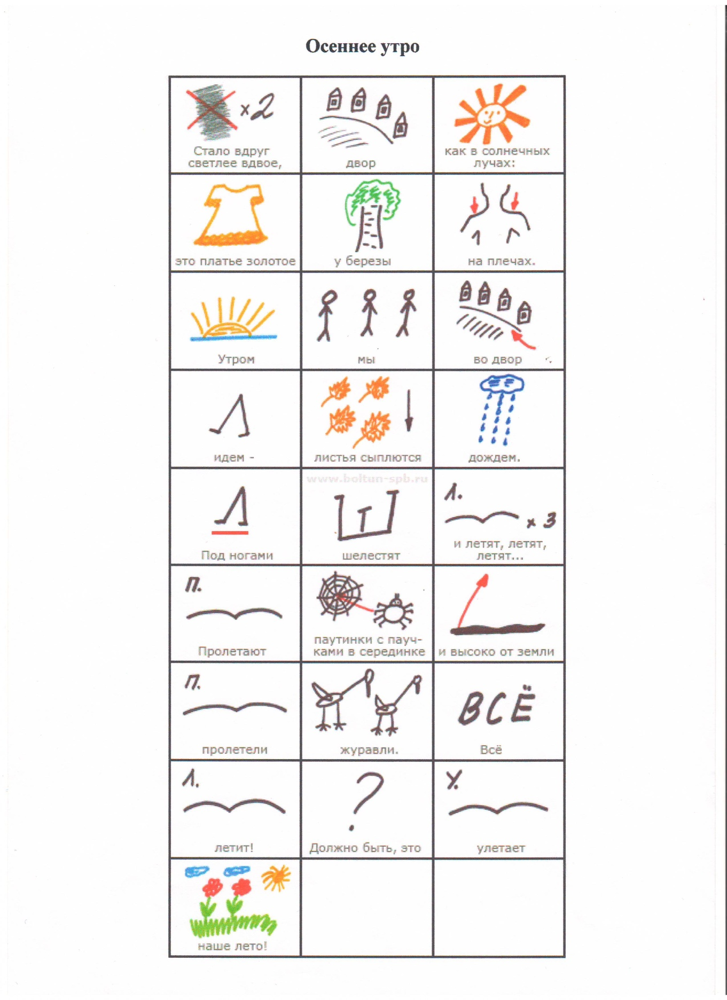 Осеннее утро
x2
Стало вдруг
светлее вдвое,
двор
как в солнечных
лучах:
это платье золотое
у березы
на плечах.
Утром
мы
во двор
идем -
листья сыплются
дождем.
www.boltun-spb.ru
Под ногами
Т
шелестят
Л.
x 3
и летят, летят,
летят...
П.
Пролетают
паутинки с пауч-
ками в серединке
и высоко от земли
П.
пролетели
журавли.
ВСЁ
Всё
Л.
летит!
?
Должно быть, это
У.
улетает
наше лето!